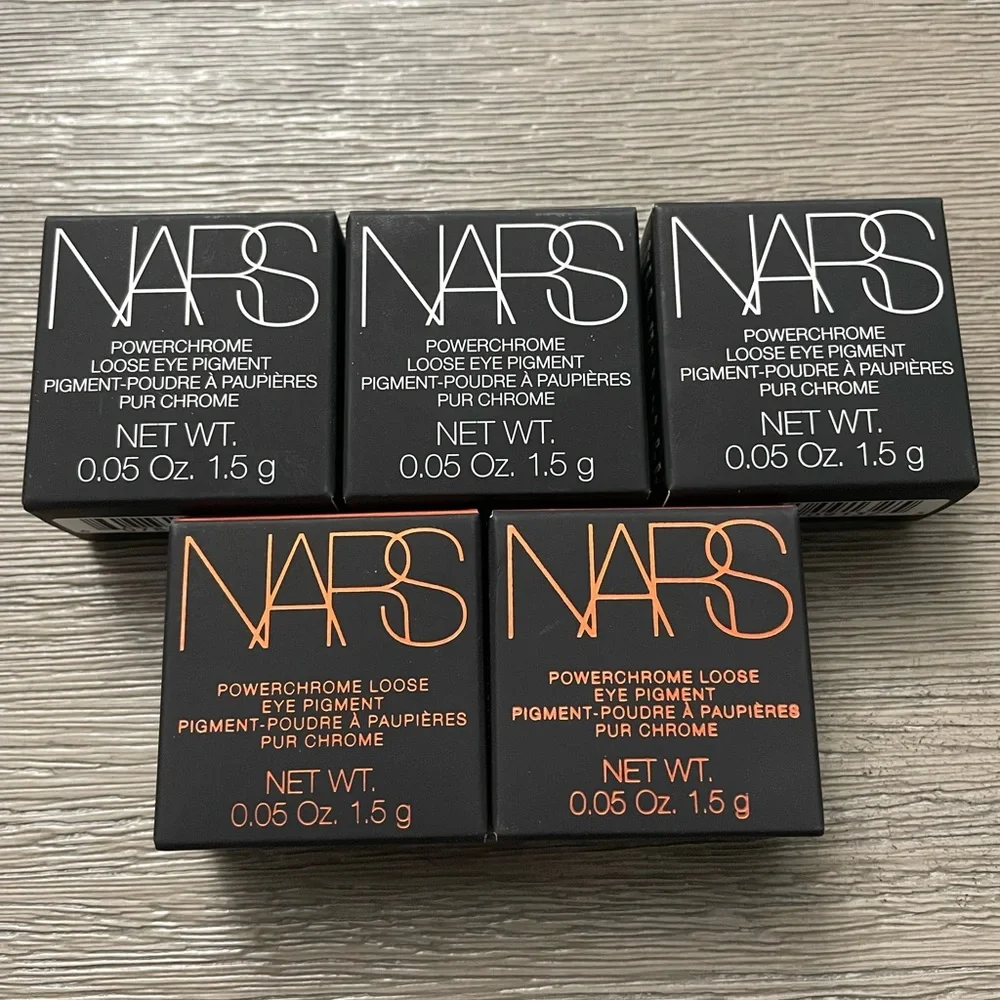 NARS
POWERCHROME
LOOSE EYE PIGMENT
PIGMENT-POUDRE À PAUPIÈRES
PUR CHROME
NET WT.
0.05 Oz. 1.5 g
NARS
POWERCHROME
LOOSE EYE PIGMENT
PIGMENT-POUDRE À PAUPIÈRES
PUR CHROME
NET WT.
0.05 Oz. 1.5 g
NARS
POWERCHROME
LOOSE EYE PIGMENT
PIGMENT-POUDRE À PAUPIÈRES
PUR CHROME
NET WT.
0.05 Oz. 1.5 g
NARS
POWERCHROME LOOSE
EYE PIGMENT
PIGMENT-POUDRE À PAUPIÈRES
PUR CHROME
NET WT.
0.05 Oz. 1.5 g
NARS
POWERCHROME LOOSE
EYE PIGMENT
PIGMENT-POUDRE À PAUPIÈRES
PUR CHROME
NET WT.
0.05 Oz. 1.5 g